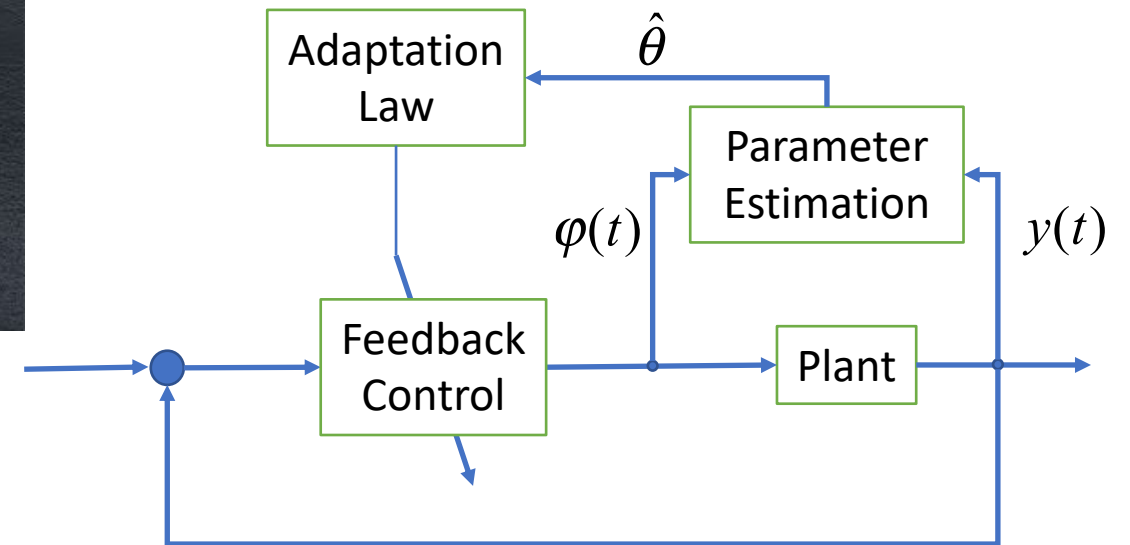 Adaptation
Law
θ̂
Parameter
Estimation
φ(t)
y(t)
Feedback
Control
Plant